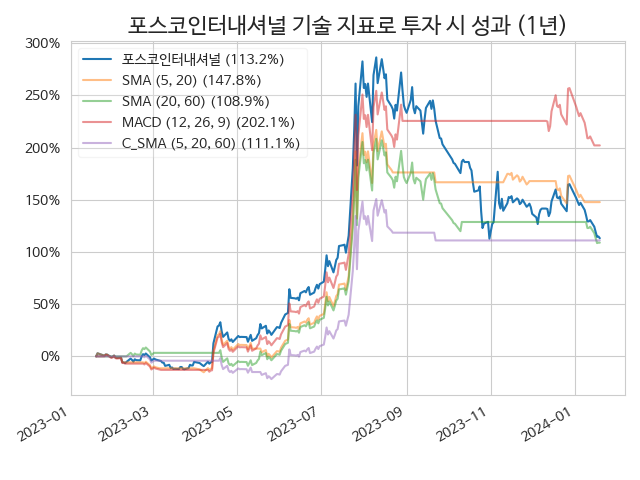 포스코인터내셔널 기술 지표로 투자 시 성과 (1년)
300%
250%
200%
150%
100%
50%
0%
포스코인터내셔널 (113.2%)
SMA (5, 20) (147.8%)
SMA (20, 60) (108.9%)
MACD (12, 26, 9) (202.1%)
C_SMA (5, 20, 60) (111.1%)
2023-01
2023-03
2023-05
2023-07
2023-09
2023-11
2024-01